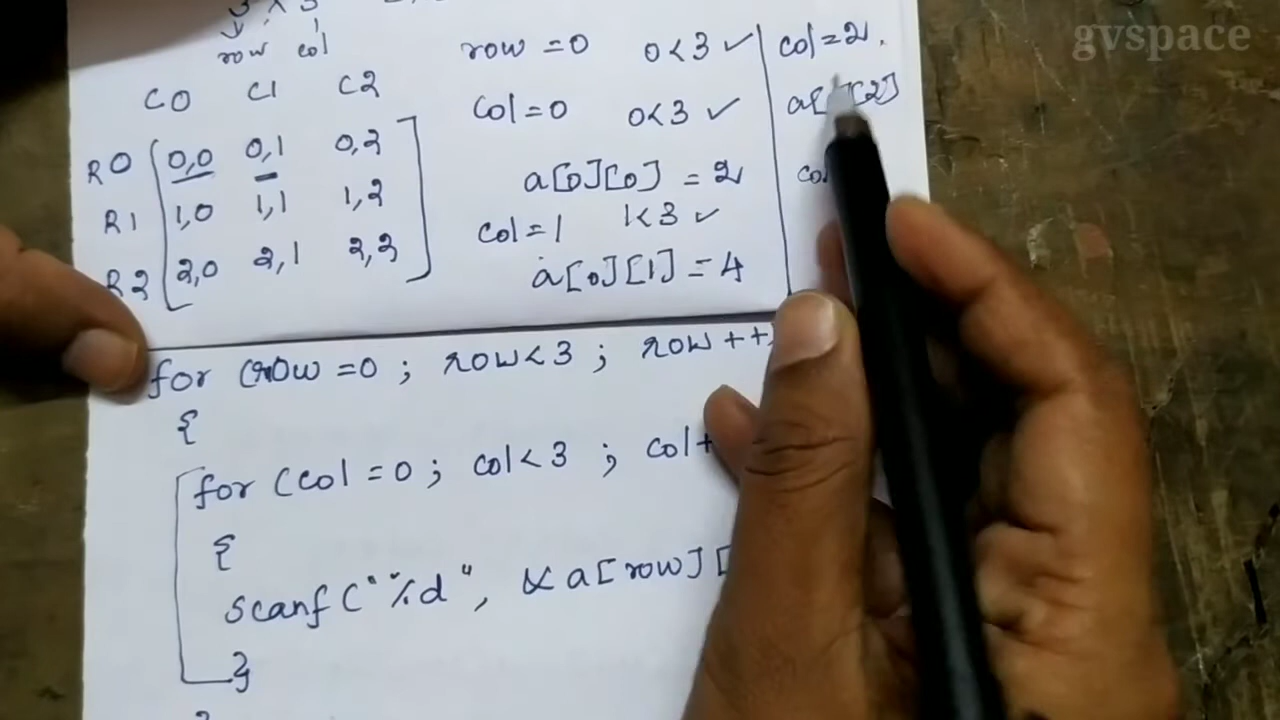 gvspace
3 × 3
row col
C0 C1 C2
R0 0,0 0,1 0,2
R1 1,0 1,1 1,2
R2 2,0 2,1 2,2
row = 0 0<3 ✓
col = 0 0<3 ✓
a[0][0] = 2
col = 1 1<3 ✓
a[0][1] = 4
col = 2.
[2]
for (row = 0 ; row < 3 ; row ++
{
for (col = 0 ; col < 3 ; col +
{
scanf ("%d", & a[row] [
}